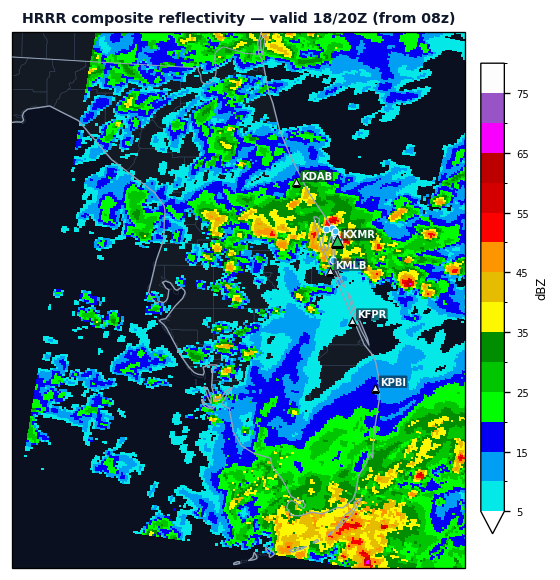 HRRR composite reflectivity — valid 18/20Z (from 08z)
KDAB
KXMR
KMLB
KFPR
KPBI
75
65
55
45
35
25
15
5
dBZ